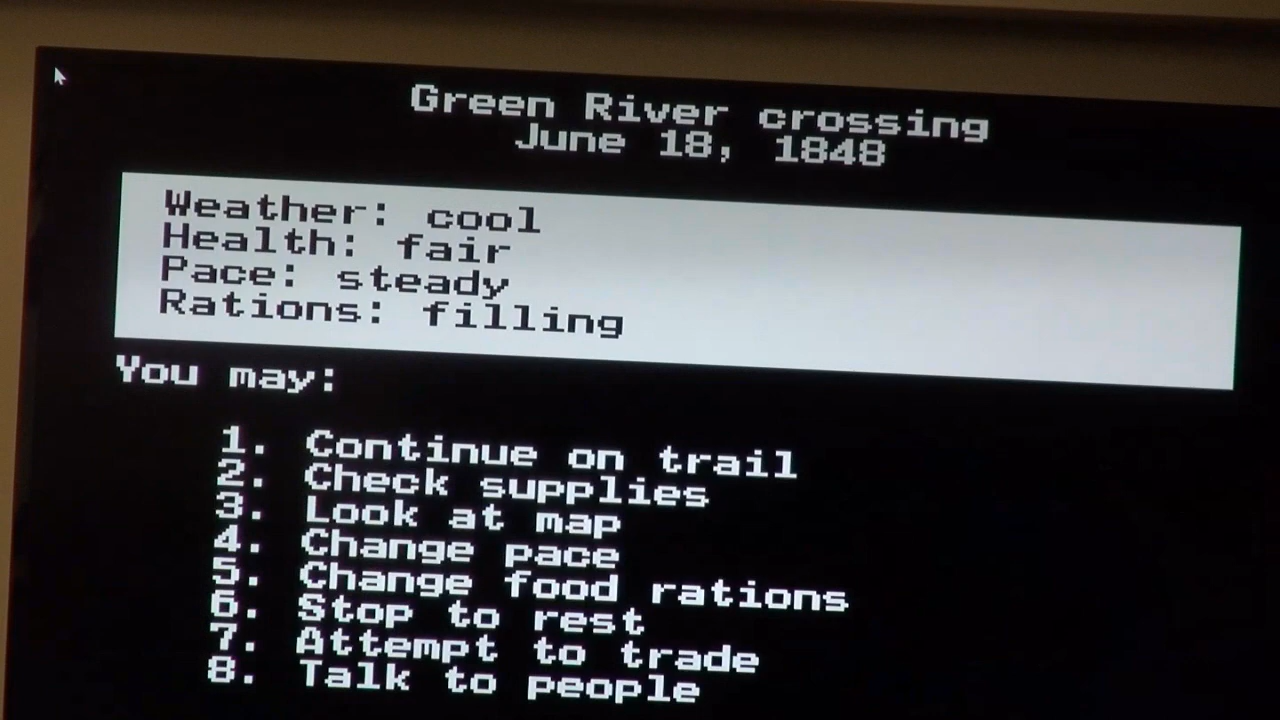 Green River crossing
June 18, 1848
Weather: cool
Health: fair
Pace: steady
Rations: filling
You may:
1. Continue on trail
2. Check supplies
3. Look at map
4. Change pace
5. Change food rations
6. Stop to rest
7. Attempt to trade
8. Talk to people